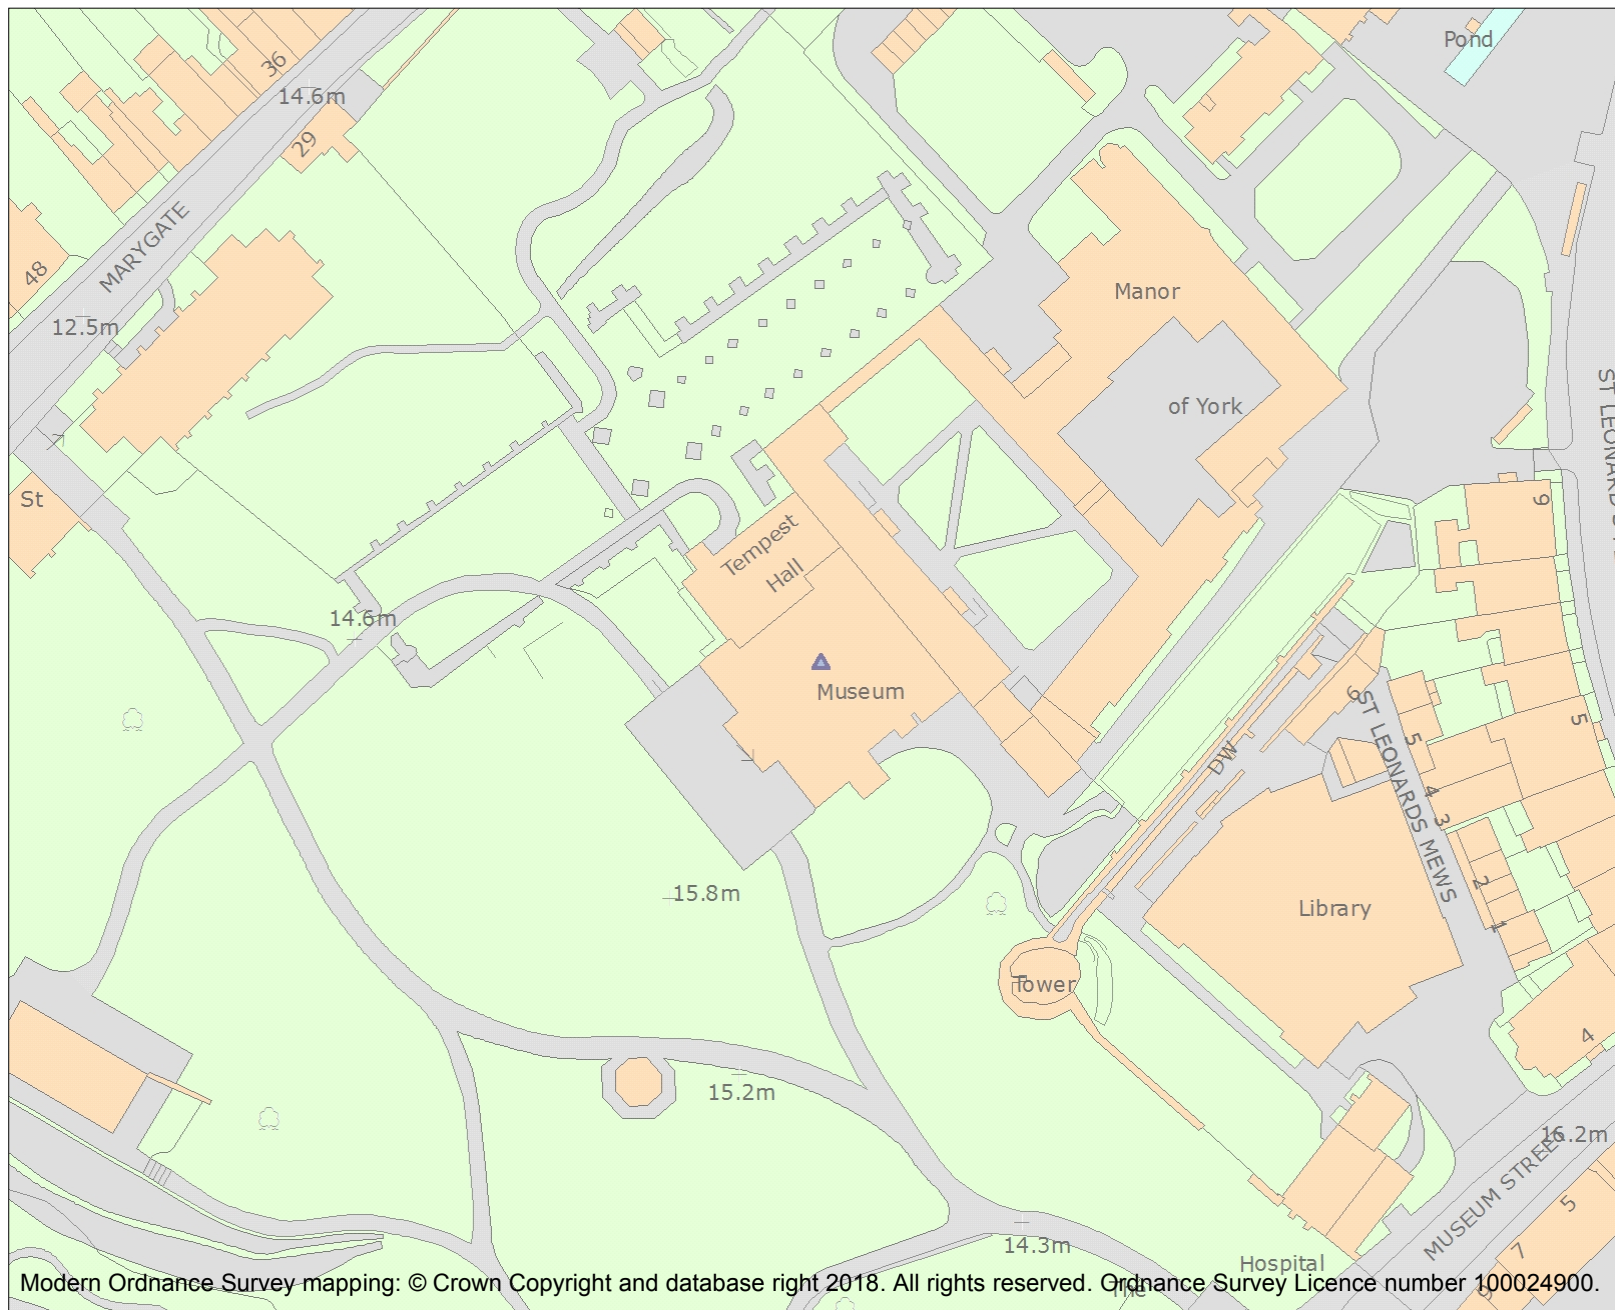 Pond
36
14.6m
29
MARYGATE
48
12.5m
Manor
of York
ST LEONARD
St
9
Tempest
Hall
14.6m
Museum
6
ST LEONARDS MEWS
5
5
DW
4
3
2
1
15.8m
Library
Tower
4
15.2m
16.2m
MUSEUM STREET
5
14.3m
7
Hospital
9
The
Modern Ordnance Survey mapping: © Crown Copyright and database right 2018. All rights reserved. Ordnance Survey Licence number 100024900.